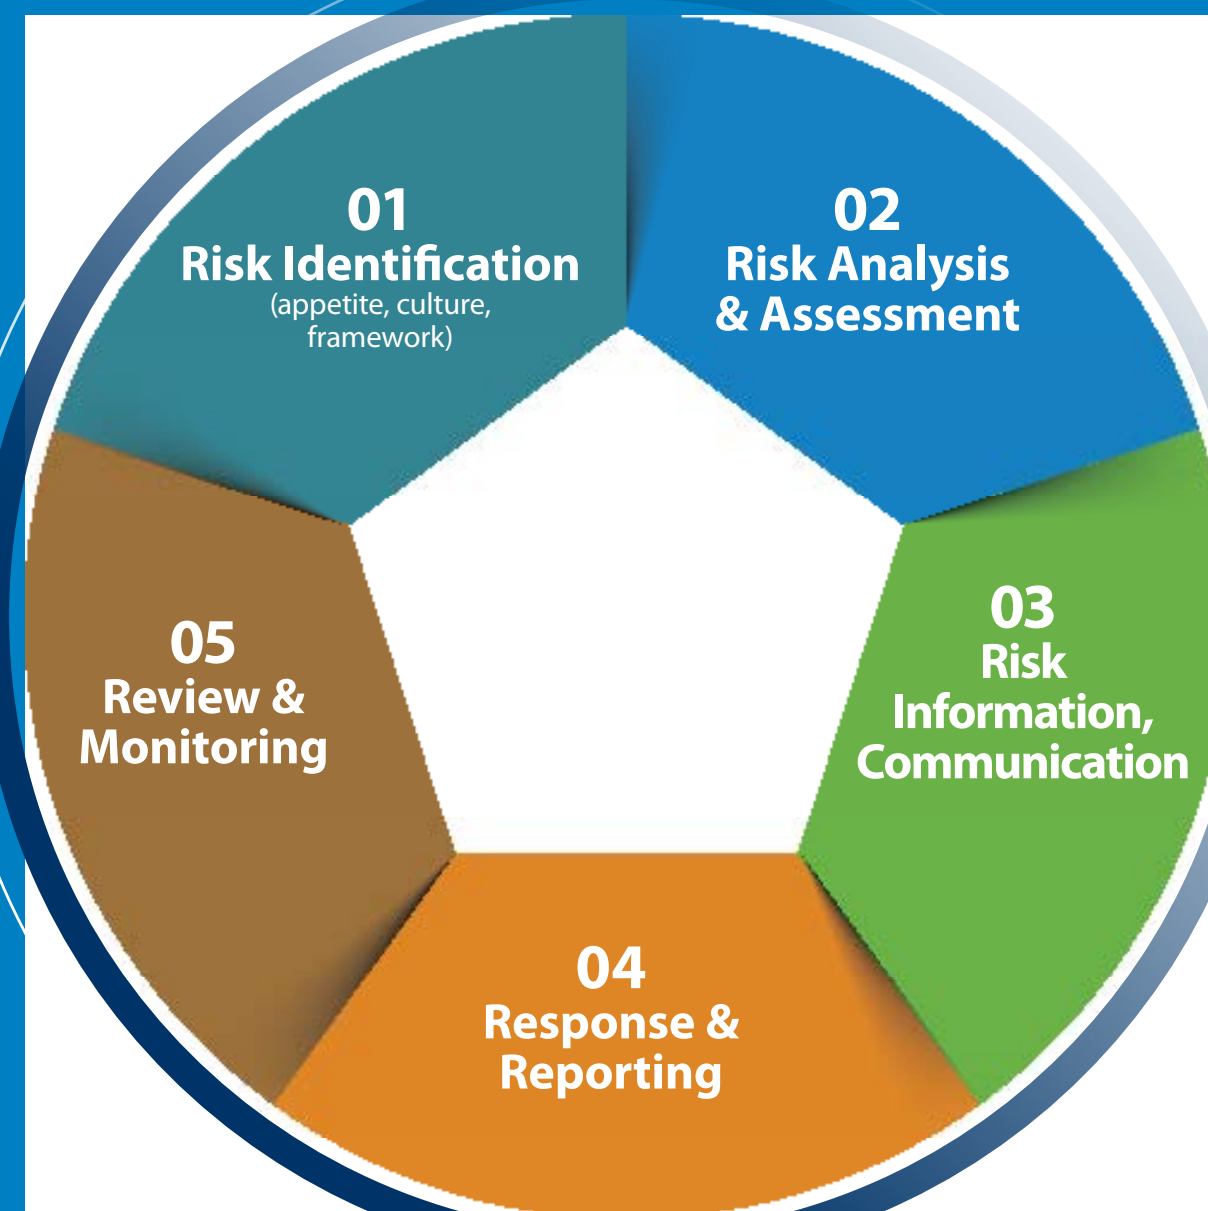 01
Risk Identification
(appetite, culture,
framework)
02
Risk Analysis
& Assessment
03
Risk
Information,
Communication
04
Response &
Reporting
05
Review &
Monitoring